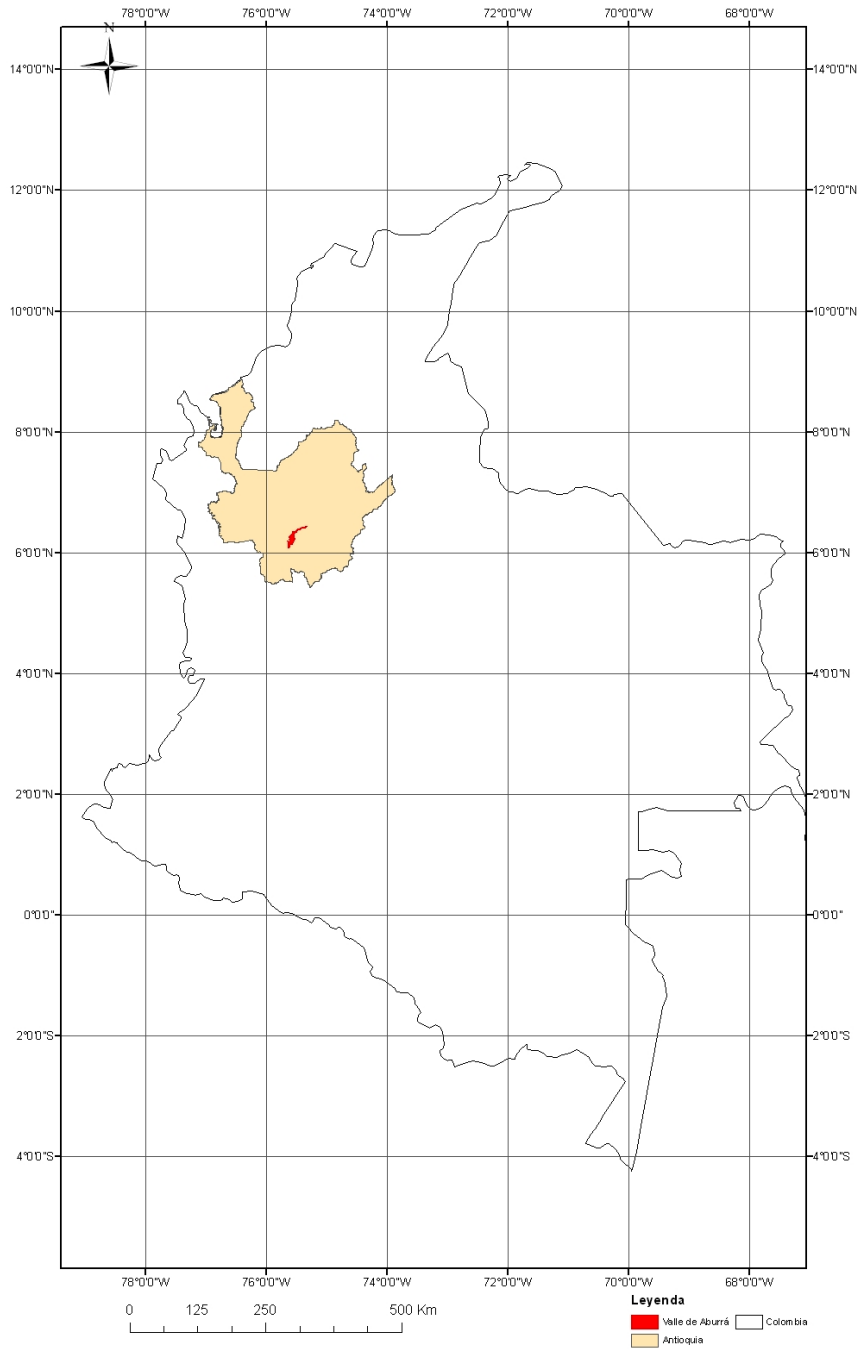 78°0'0"W 76°0'0"W 74°0'0"W 72°0'0"W 70°0'0"W 68°0'0"W
N
14°0'0"N 14°0'0"N
12°0'0"N 12°0'0"N
10°0'0"N 10°0'0"N
8°0'0"N 8°0'0"N
6°0'0"N 6°0'0"N
4°0'0"N 4°0'0"N
2°0'0"N 2°0'0"N
0°0'0" 0°0'0"
2°0'0"S 2°0'0"S
4°0'0"S 4°0'0"S
78°0'0"W 76°0'0"W 74°0'0"W 72°0'0"W 70°0'0"W 68°0'0"W
0 125 250 500 Km
Leyenda
Valle de Aburrá Colombia
Antioquia